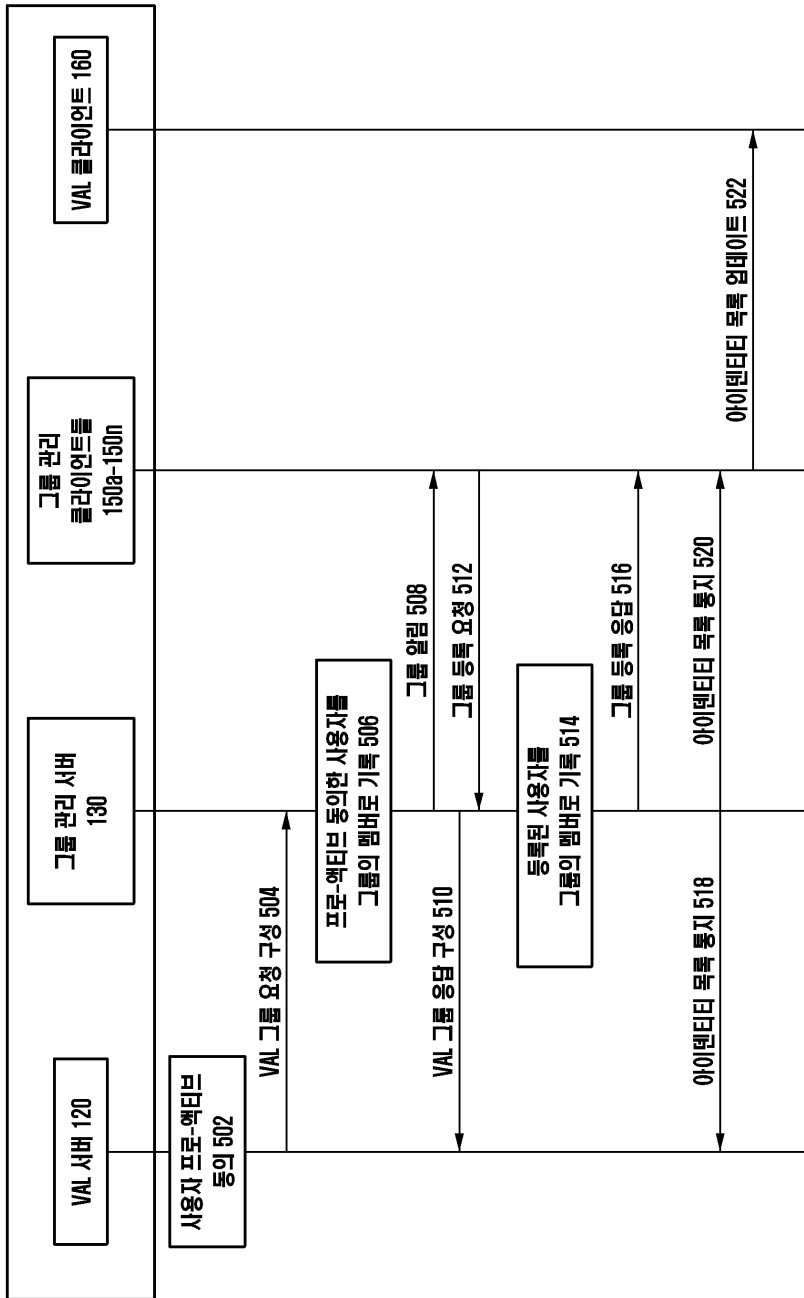 VAL 서버 120
그룹 관리 서버
130
그룹 관리
클라이언트들
150a-150n
VAL 클라이언트 160
사용자 프로-액티브
동의 502
VAL 그룹 요청 구성 504
프로-액티브 동의한 사용자를
그룹의 멤버로 기록 506
그룹 알림 508
VAL 그룹 응답 구성 510
그룹 등록 요청 512
등록된 사용자를
그룹의 멤버로 기록 514
그룹 등록 응답 516
아이덴티티 목록 통지 518
아이덴티티 목록 통지 520
아이덴티티 목록 업데이트 522